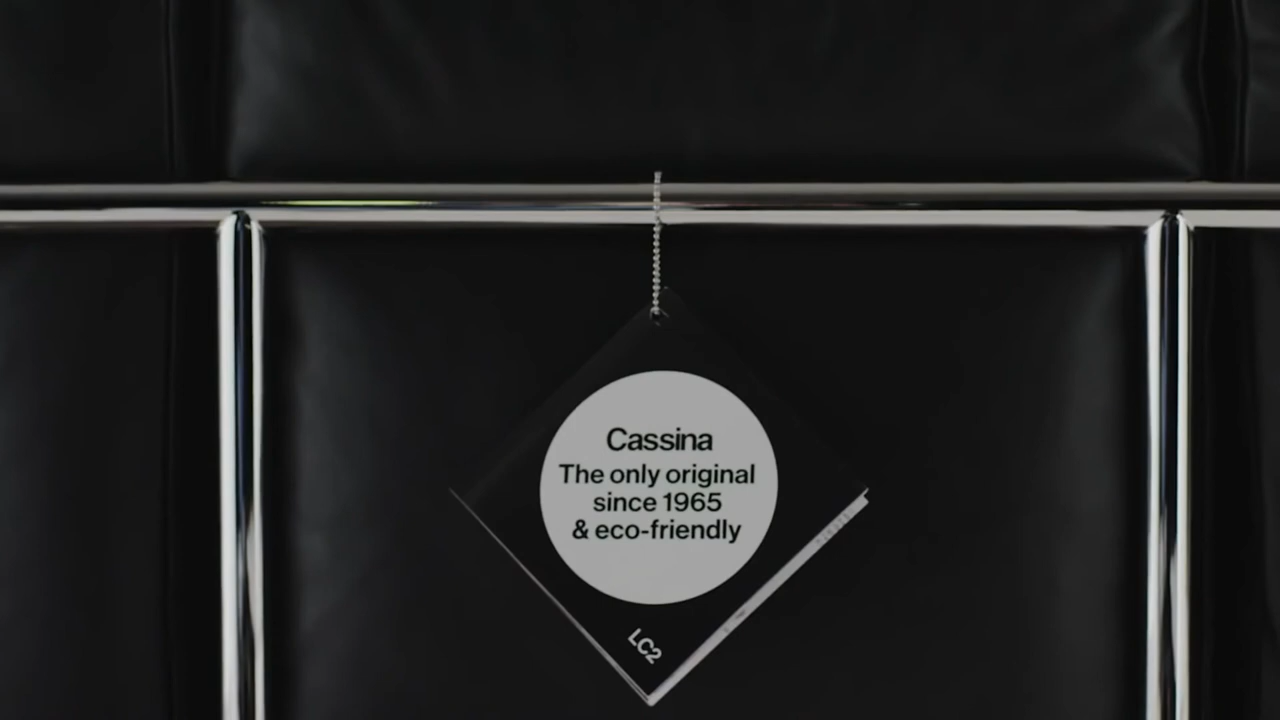 Cassina
The only original
since 1965
& eco-friendly
LC2